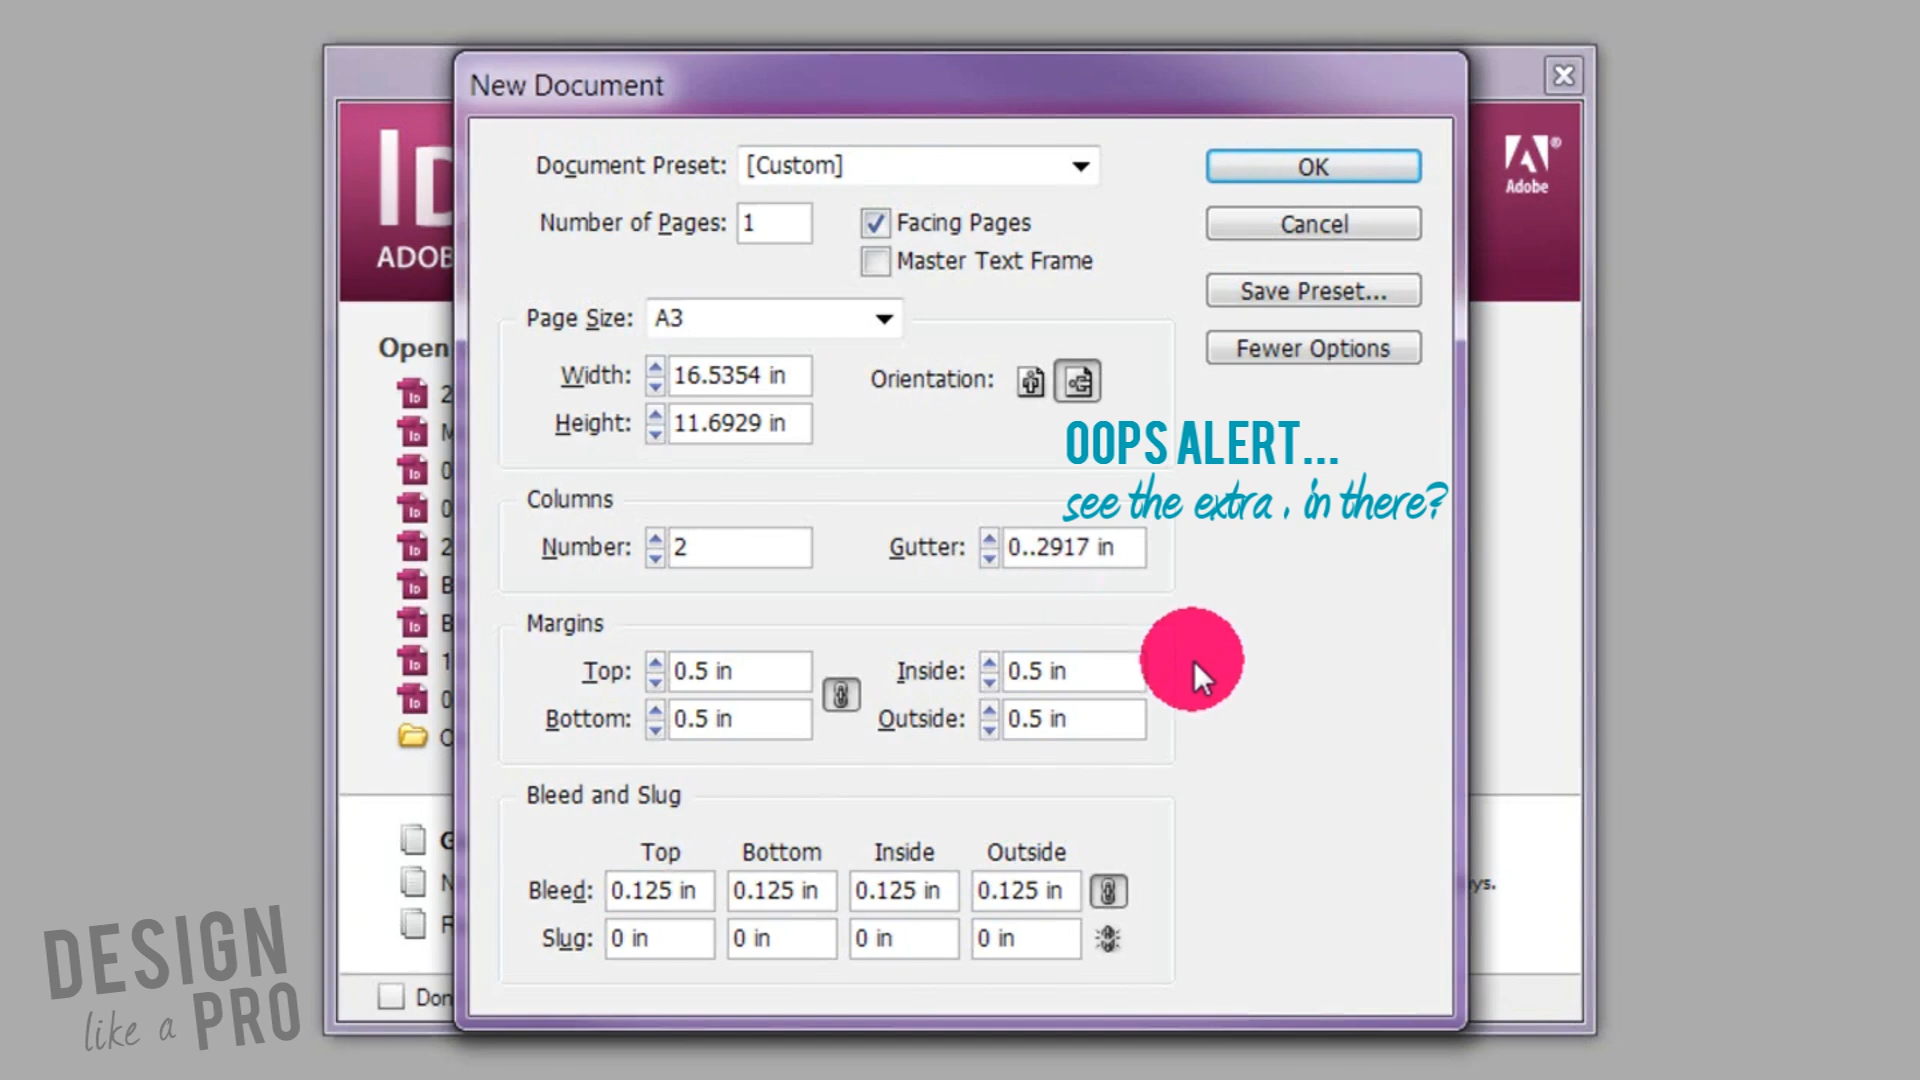 New Document
Document Preset: [Custom]
OK
Number of Pages: 1
Facing Pages
Cancel
Master Text Frame
Save Preset...
Page Size: A3
Fewer Options
Width: 16.5354 in
Orientation:
Height: 11.6929 in
OOPS ALERT...
see the extra . in there?
Columns
Number: 2
Gutter: 0..2917 in
Margins
Top: 0.5 in
Inside: 0.5 in
Bottom: 0.5 in
Outside: 0.5 in
Bleed and Slug
Top Bottom Inside Outside
Bleed: 0.125 in 0.125 in 0.125 in 0.125 in
Slug: 0 in 0 in 0 in 0 in
Adobe
Open
DESIGN
like a PRO